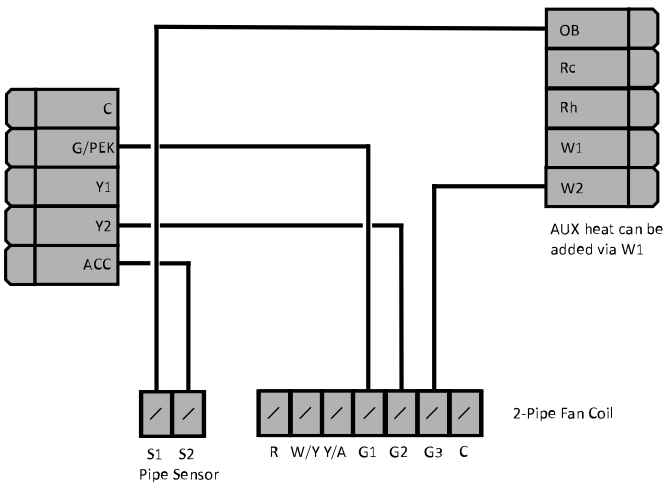 OB
Rc
Rh
W1
W2
AUX heat can be
added via W1
C
G/PEK
Y1
Y2
ACC
S1 S2
Pipe Sensor
R W/Y Y/A G1 G2 G3 C
2-Pipe Fan Coil